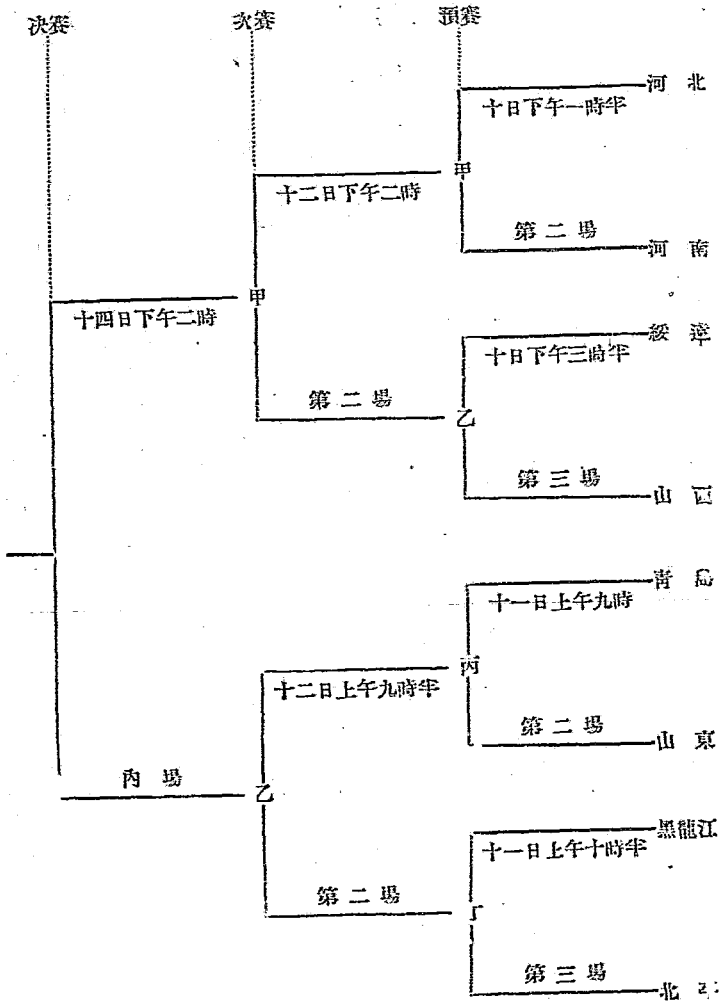 決賽
次賽
預賽
河北
十日下午一時半
甲
十二日下午二時
第二場
河南
甲
十四日下午二時
綏遠
十日下午三時半
第二場
乙
第三場
山西
青島
十一日上午九時
丙
十二日上午九時半
第二場
山東
內場
乙
黑龍江
十一日上午十時半
第二場
丁
第三場
北平